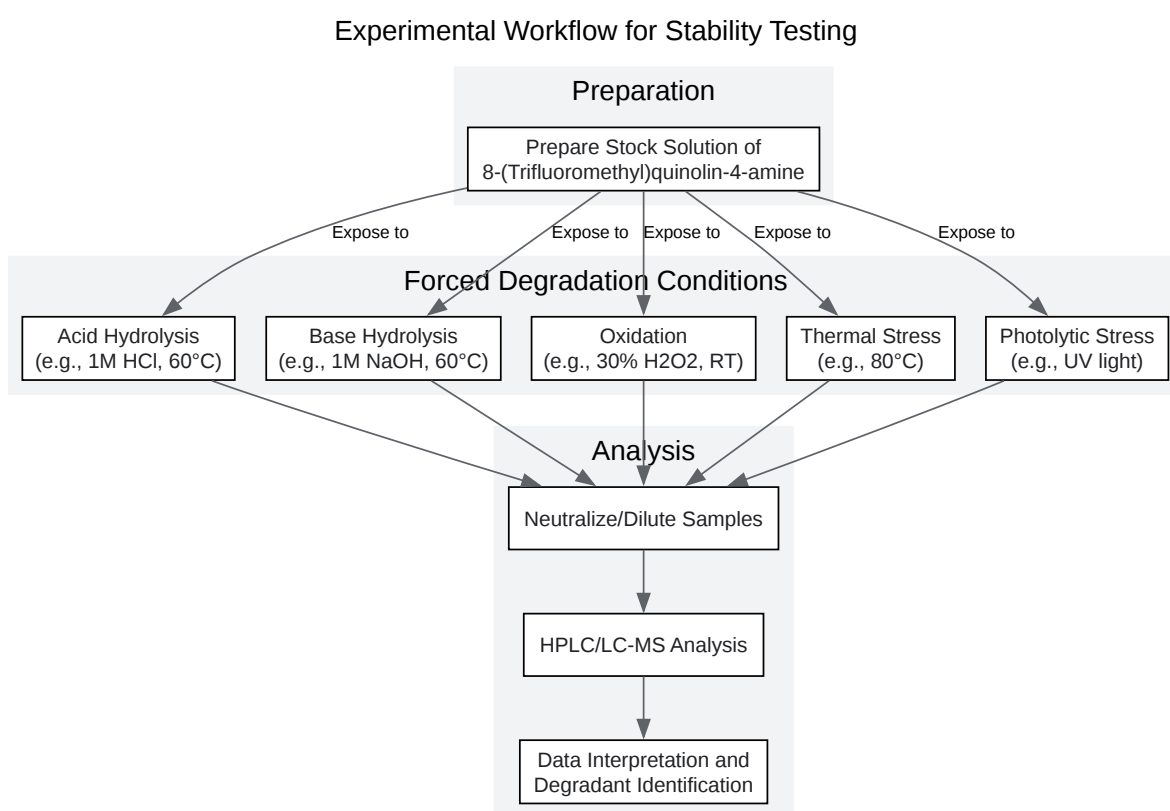 Experimental Workflow for Stability Testing
Preparation
Prepare Stock Solution of
8-(Trifluoromethyl)quinolin-4-amine
Expose to
Expose to
Expose to
Expose to
Expose to
Forced Degradation Conditions
Acid Hydrolysis
(e.g., 1M HCl, 60°C)
Base Hydrolysis
(e.g., 1M NaOH, 60°C)
Oxidation
(e.g., 30% H2O2, RT)
Thermal Stress
(e.g., 80°C)
Photolytic Stress
(e.g., UV light)
Analysis
Neutralize/Dilute Samples
HPLC/LC-MS Analysis
Data Interpretation and
Degradant Identification